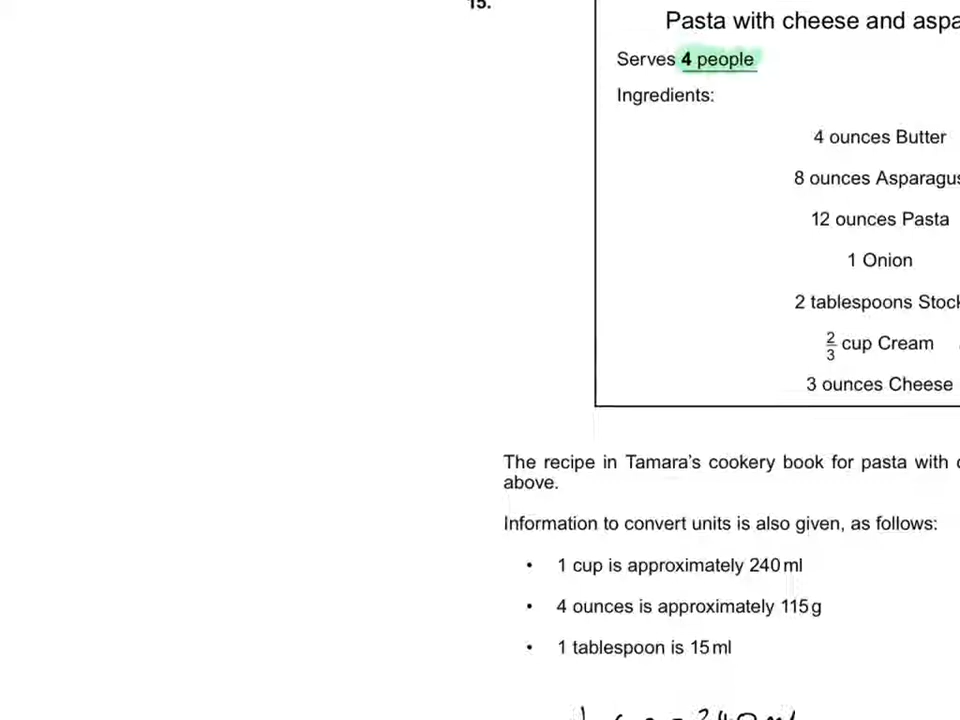 15.
Pasta with cheese and
Serves 4 people
Ingredients:
4 ounces Butter
8 ounces Asparagus
12 ounces Pasta
1 Onion
2 tablespoons Stock
2/3 cup Cream
3 ounces Cheese
The recipe in Tamara's cookery book for pasta with
above.
Information to convert units is also given, as follows:
• 1 cup is approximately 240 ml
• 4 ounces is approximately 115 g
• 1 tablespoon is 15 ml